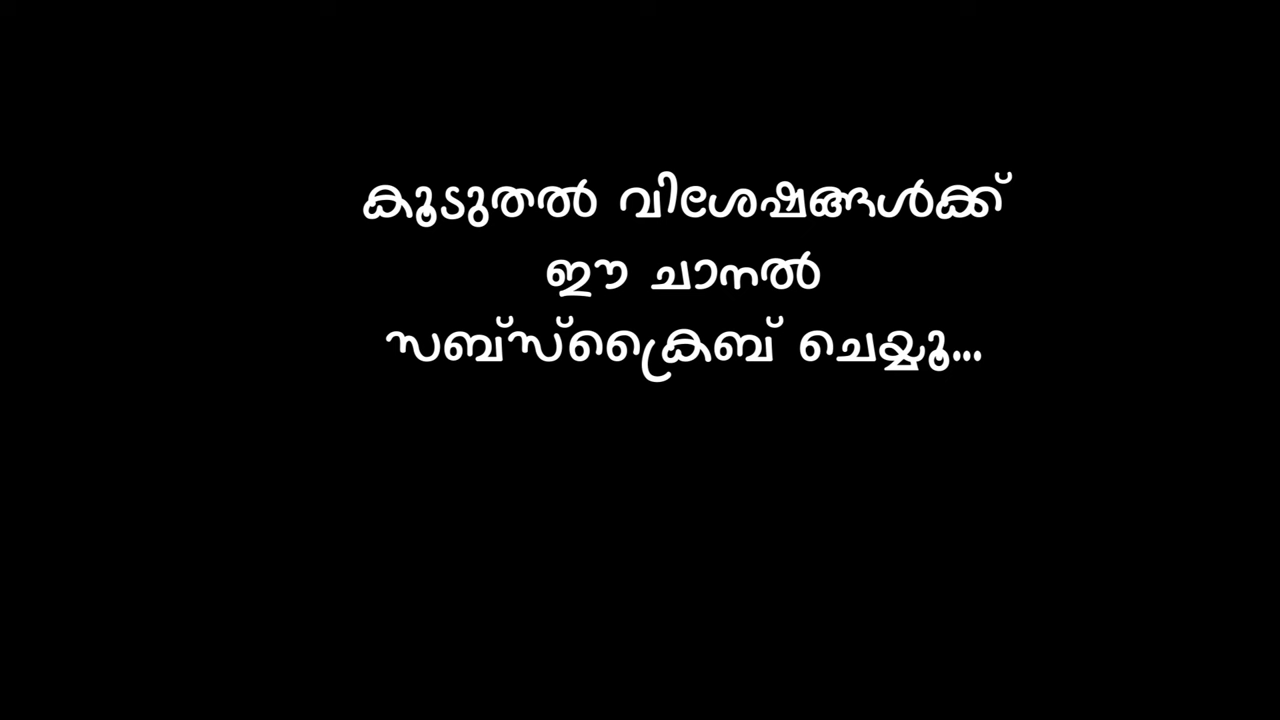 കൂടുതൽ വിശേഷങ്ങൾക്ക്
ഈ ചാനൽ
സബ്സ്ക്രൈബ് ചെയ്യൂ...